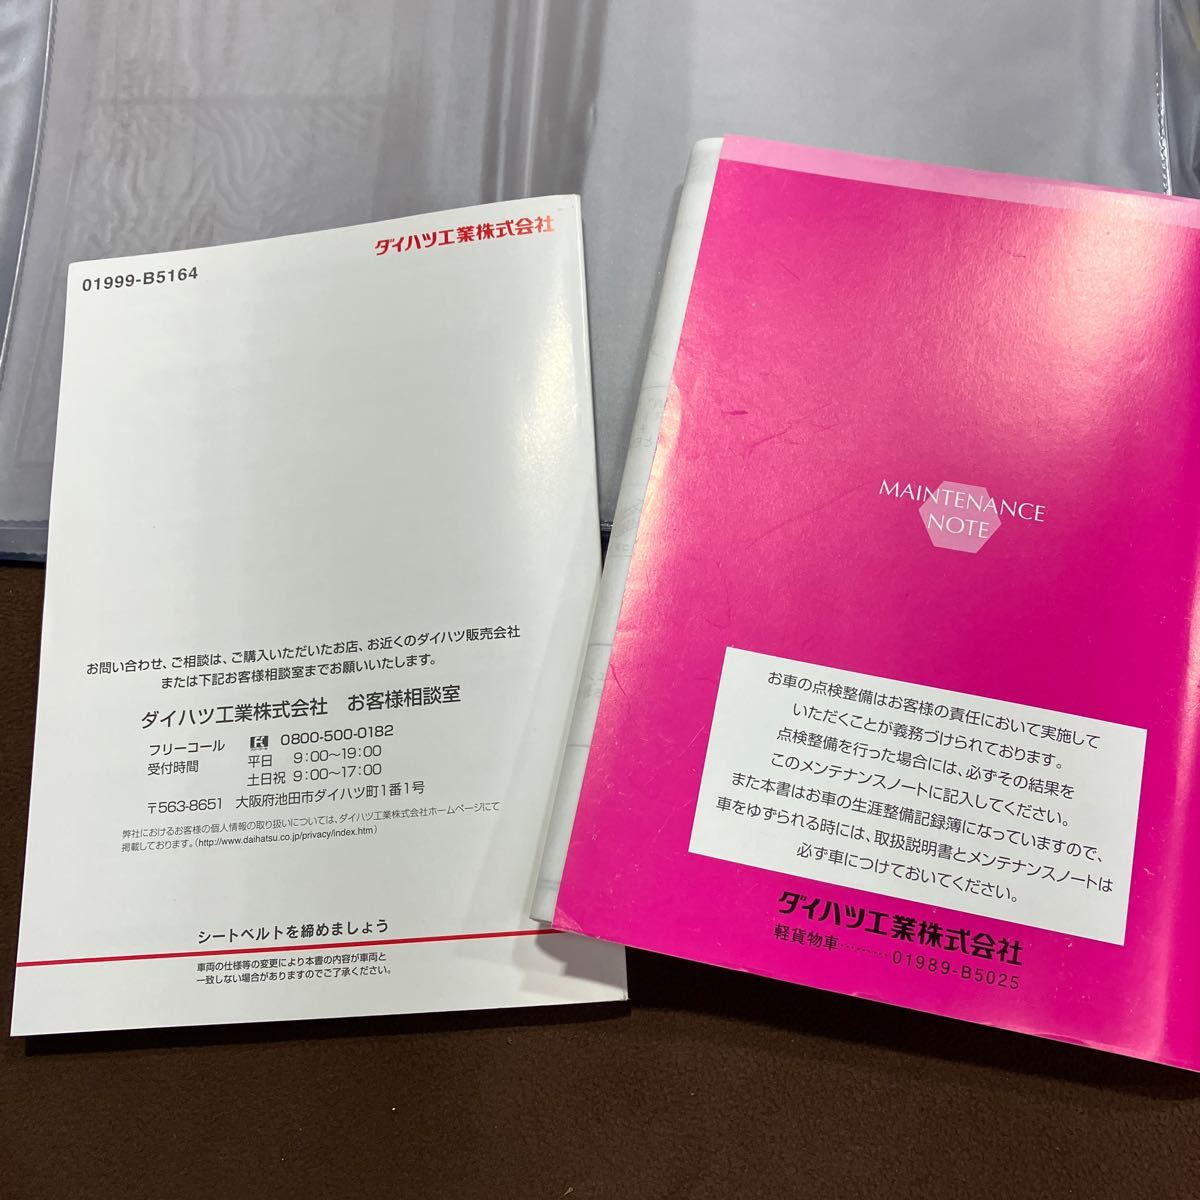 ダイハツ工業株式会社
01999-B5164
お問い合わせ、ご相談は、ご購入いただいたお店、お近くのダイハツ販売会社
または下記お客様相談室までお願いいたします。
ダイハツ工業株式会社 お客様相談室
フリーコール 0800-500-0182
受付時間 平日 9:00~19:00
土日祝 9:00~17:00
〒563-8651 大阪府池田市ダイハツ町1番1号
弊社におけるお客様の個人情報の取り扱いについては、ダイハツ工業株式会社ホームページにて
掲載しております。(http://www.daihatsu.co.jp/privacy/index.htm)
シートベルトを締めましょう
車両の仕様等の変更により本書の内容が車両と
一致しない場合がありますのでご了承ください。
MAINTENANCE
NOTE
お車の点検整備はお客様の責任において実施して
いただくことが義務づけられております。
点検整備を行った場合には、必ずその結果を
このメンテナンスノートに記入してください。
また本書はお車の生涯整備記録簿になっていますので、
車をゆずられる時には、取扱説明書とメンテナンスノートは
必ず車につけておいてください。
ダイハツ工業株式会社
軽貨物車………01989-B5025